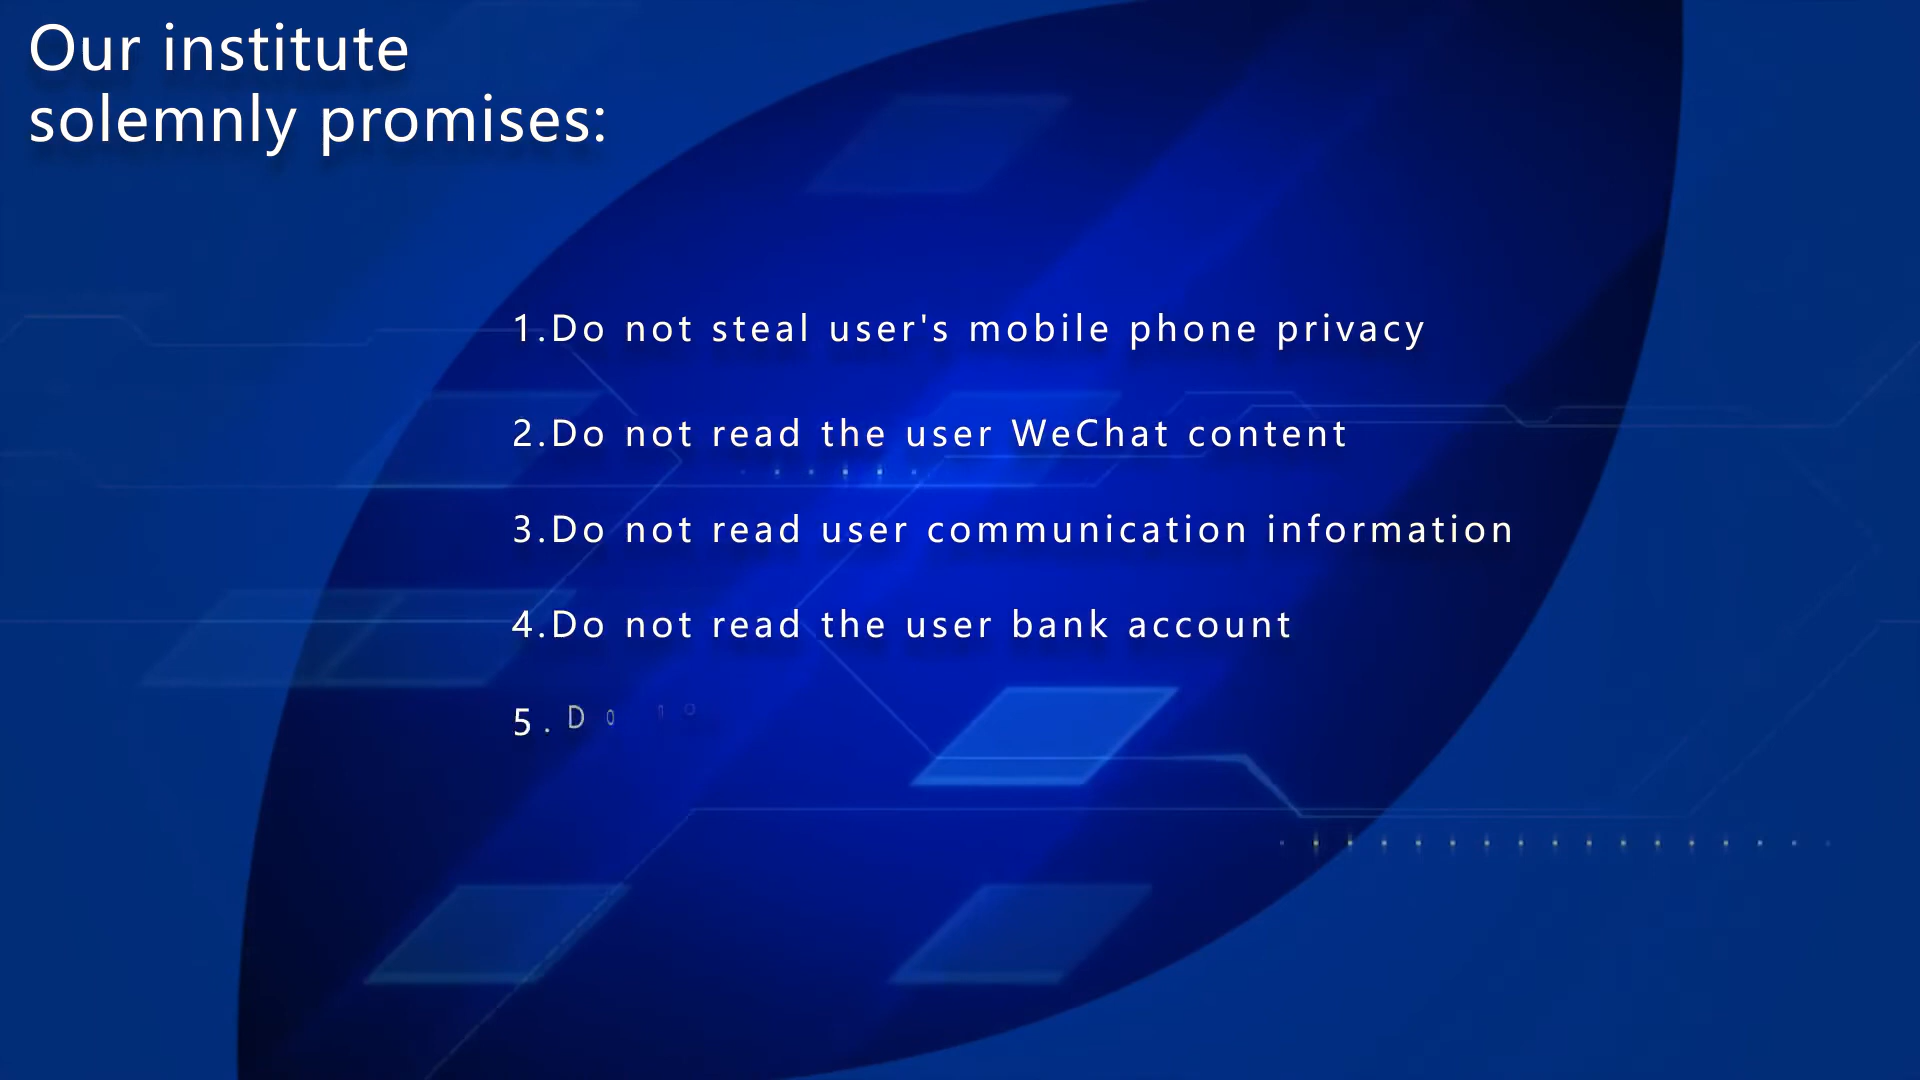 Our institute
solemnly promises:
1.Do not steal user's mobile phone privacy
2.Do not read the user WeChat content
3.Do not read user communication information
4.Do not read the user bank account
5.Do